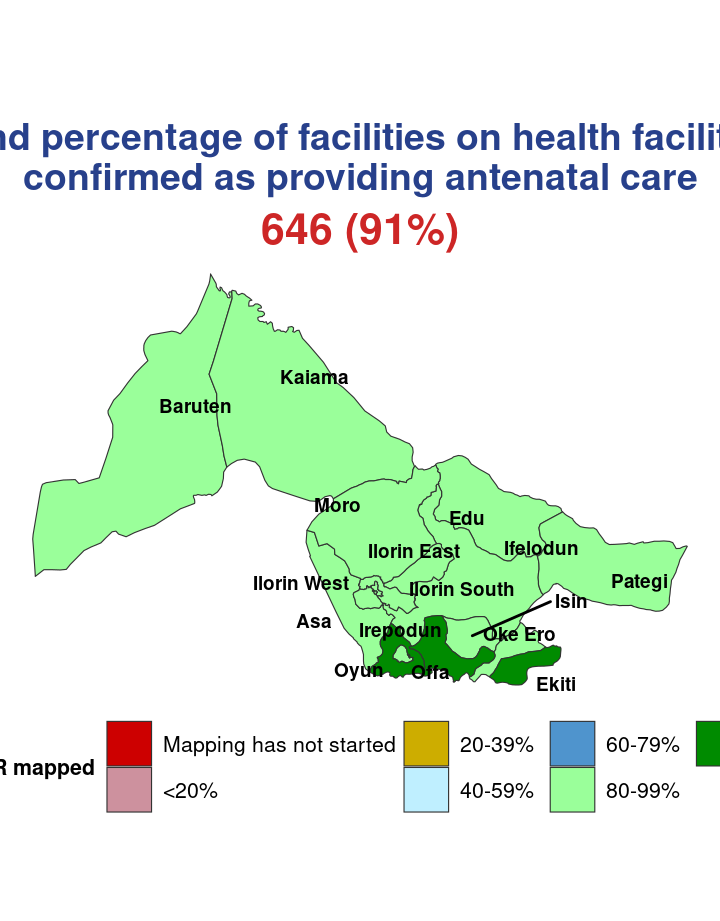 nd percentage of facilities on health facilit
confirmed as providing antenatal care
646 (91%)
Kaiama
Baruten
Moro
Edu
Ilorin East
Ifelodun
Ilorin West
Ilorin South
Pategi
Isin
Asa
Irepodun
Oke Ero
Oyun
Offa
Ekiti
R mapped
Mapping has not started
20-39%
60-79%
<20%
40-59%
80-99%